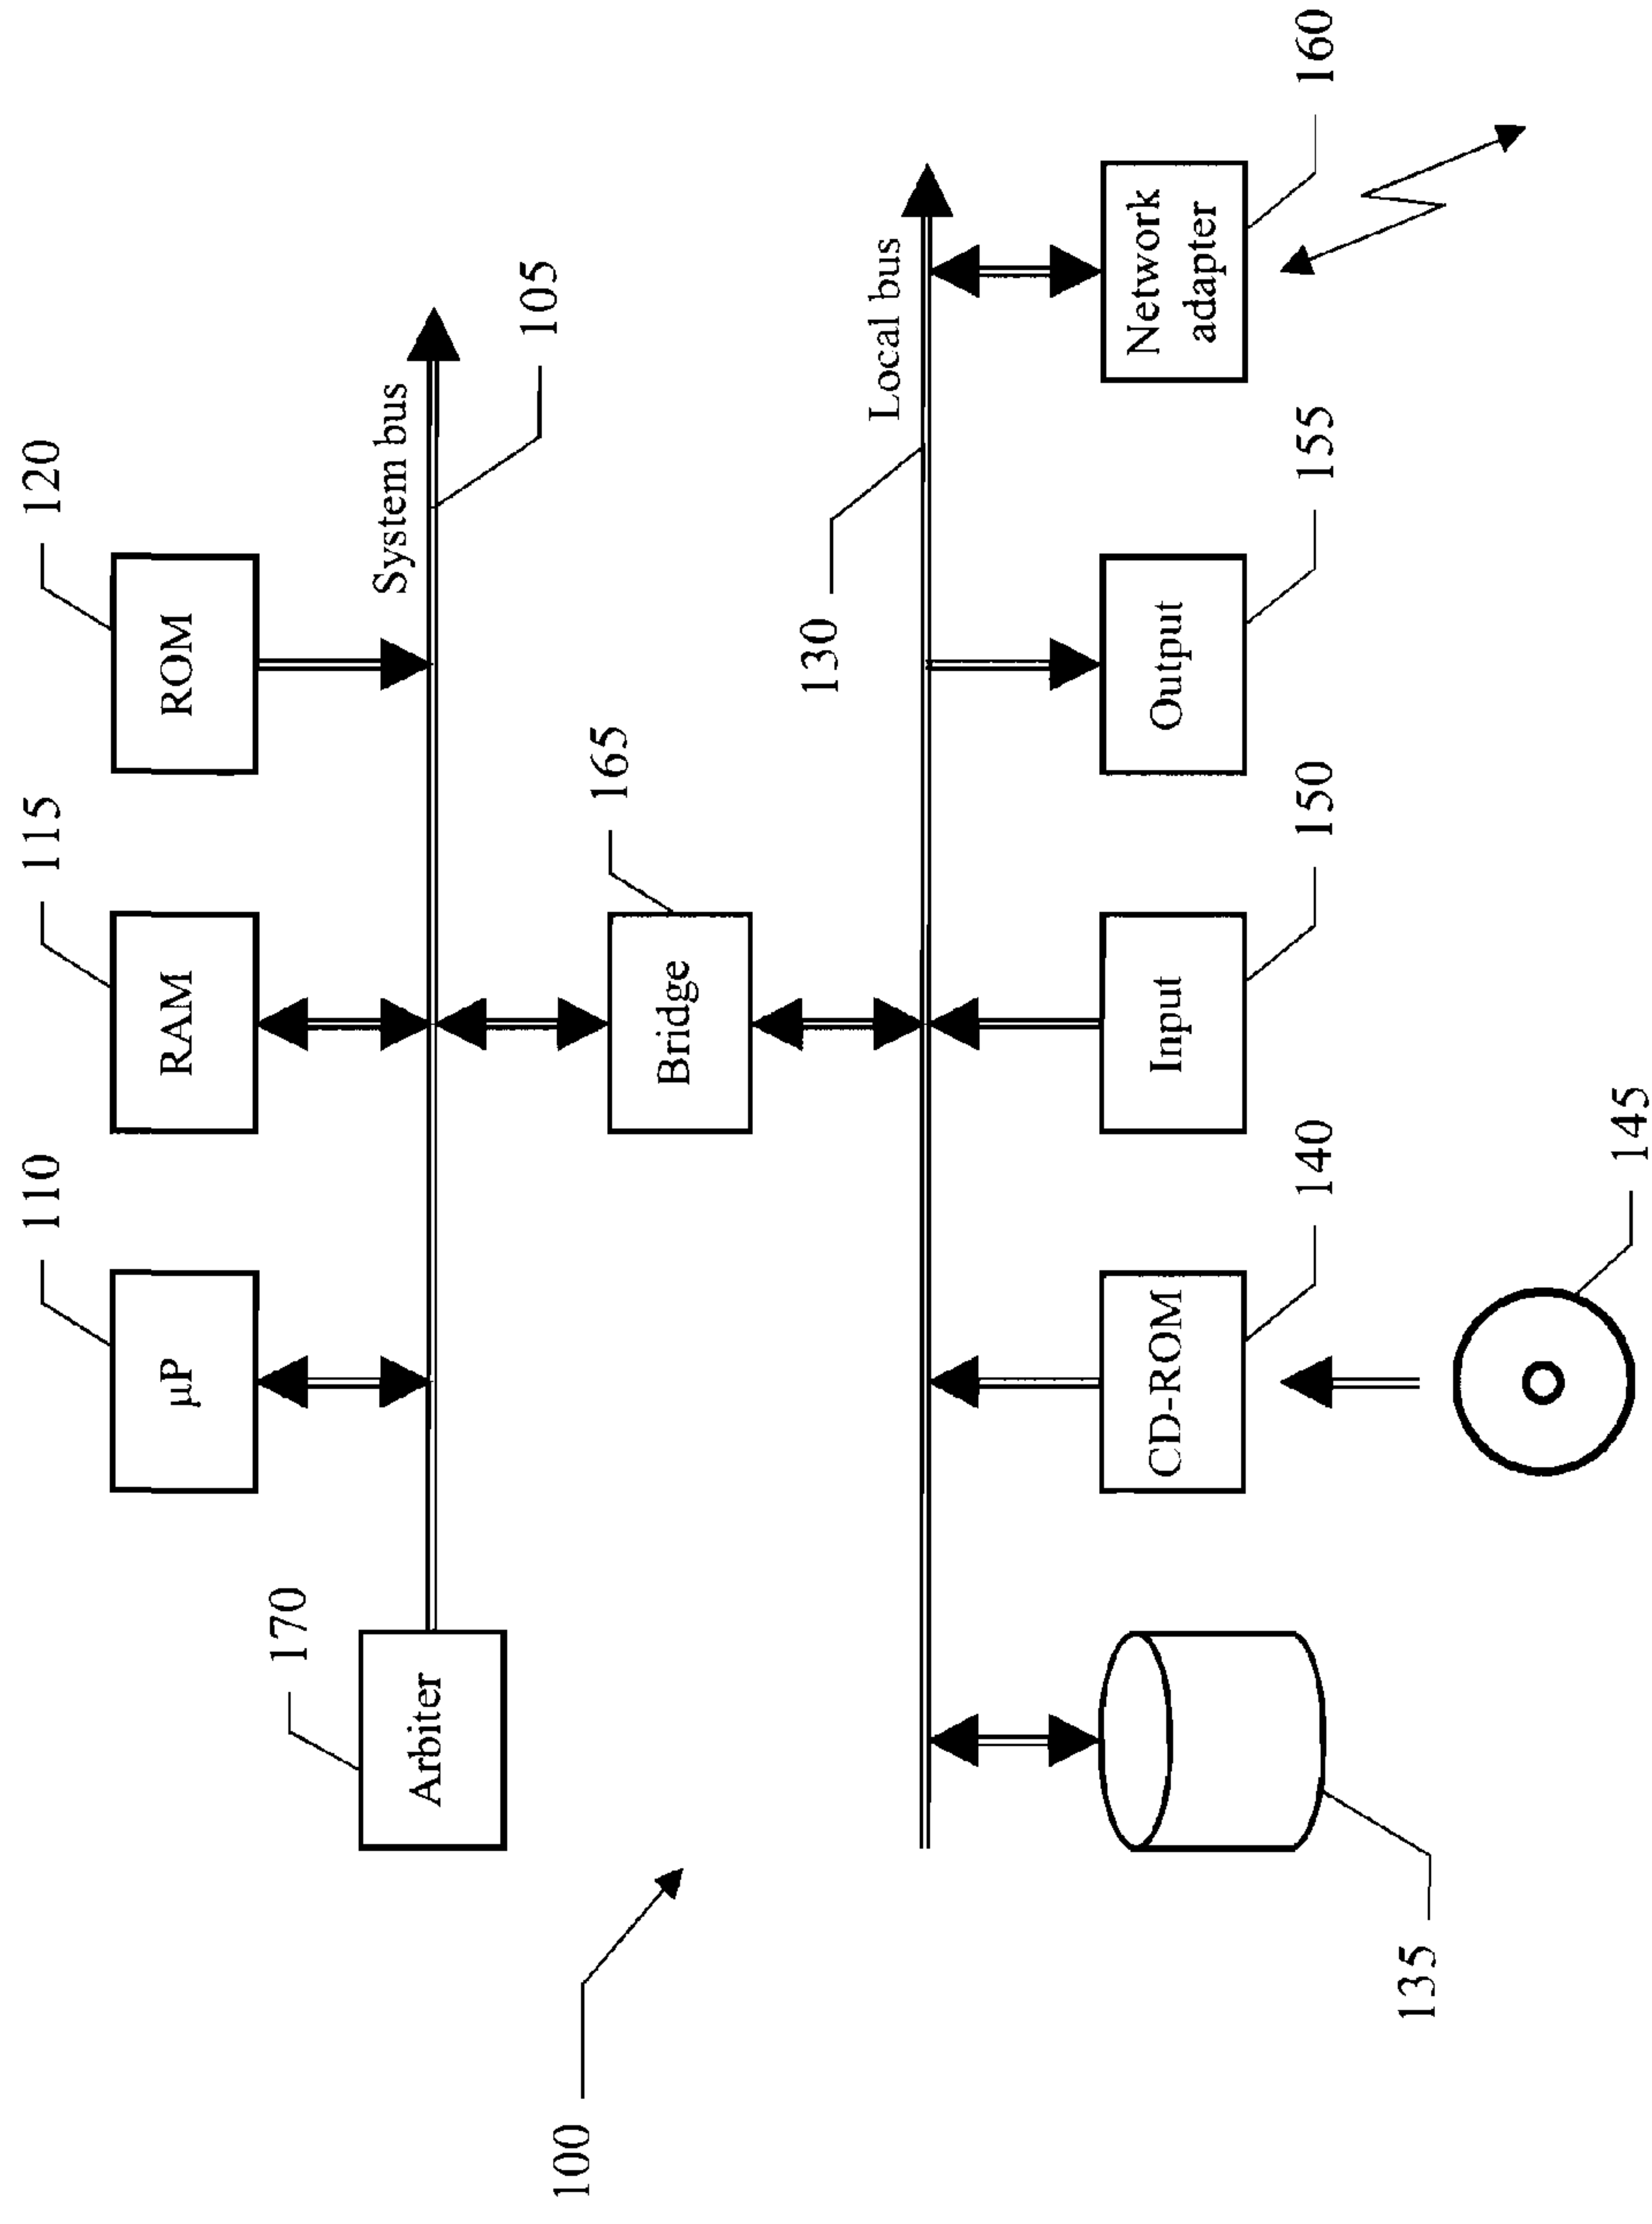 110
115
120
µP
RAM
ROM
170
System bus
Arbiter
105
100
165
Bridge
130
Local bus
CD-ROM
Input
Output
Network
adapter
140
150
155
160
135
145